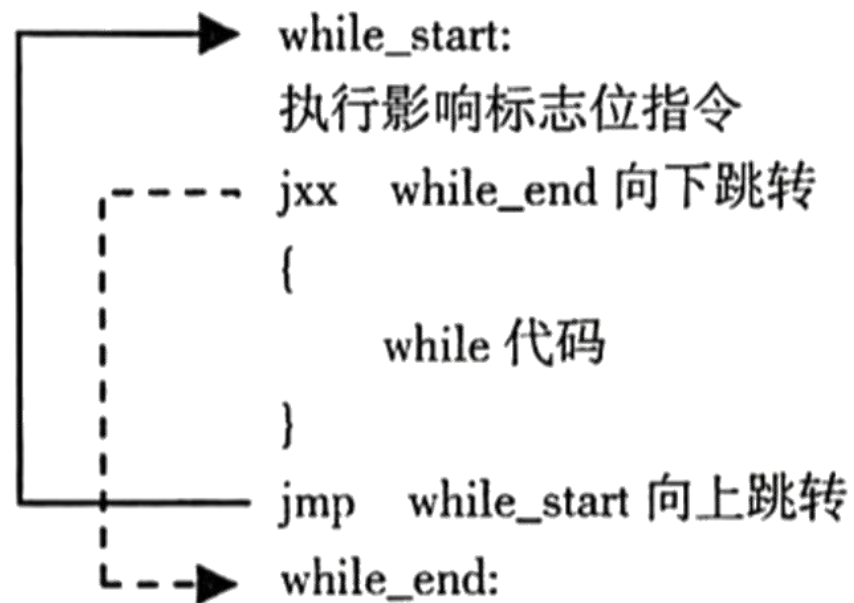 while_start:
执行影响标志位指令
jxx while_end 向下跳转
{
while 代码
}
jmp while_start 向上跳转
while_end: